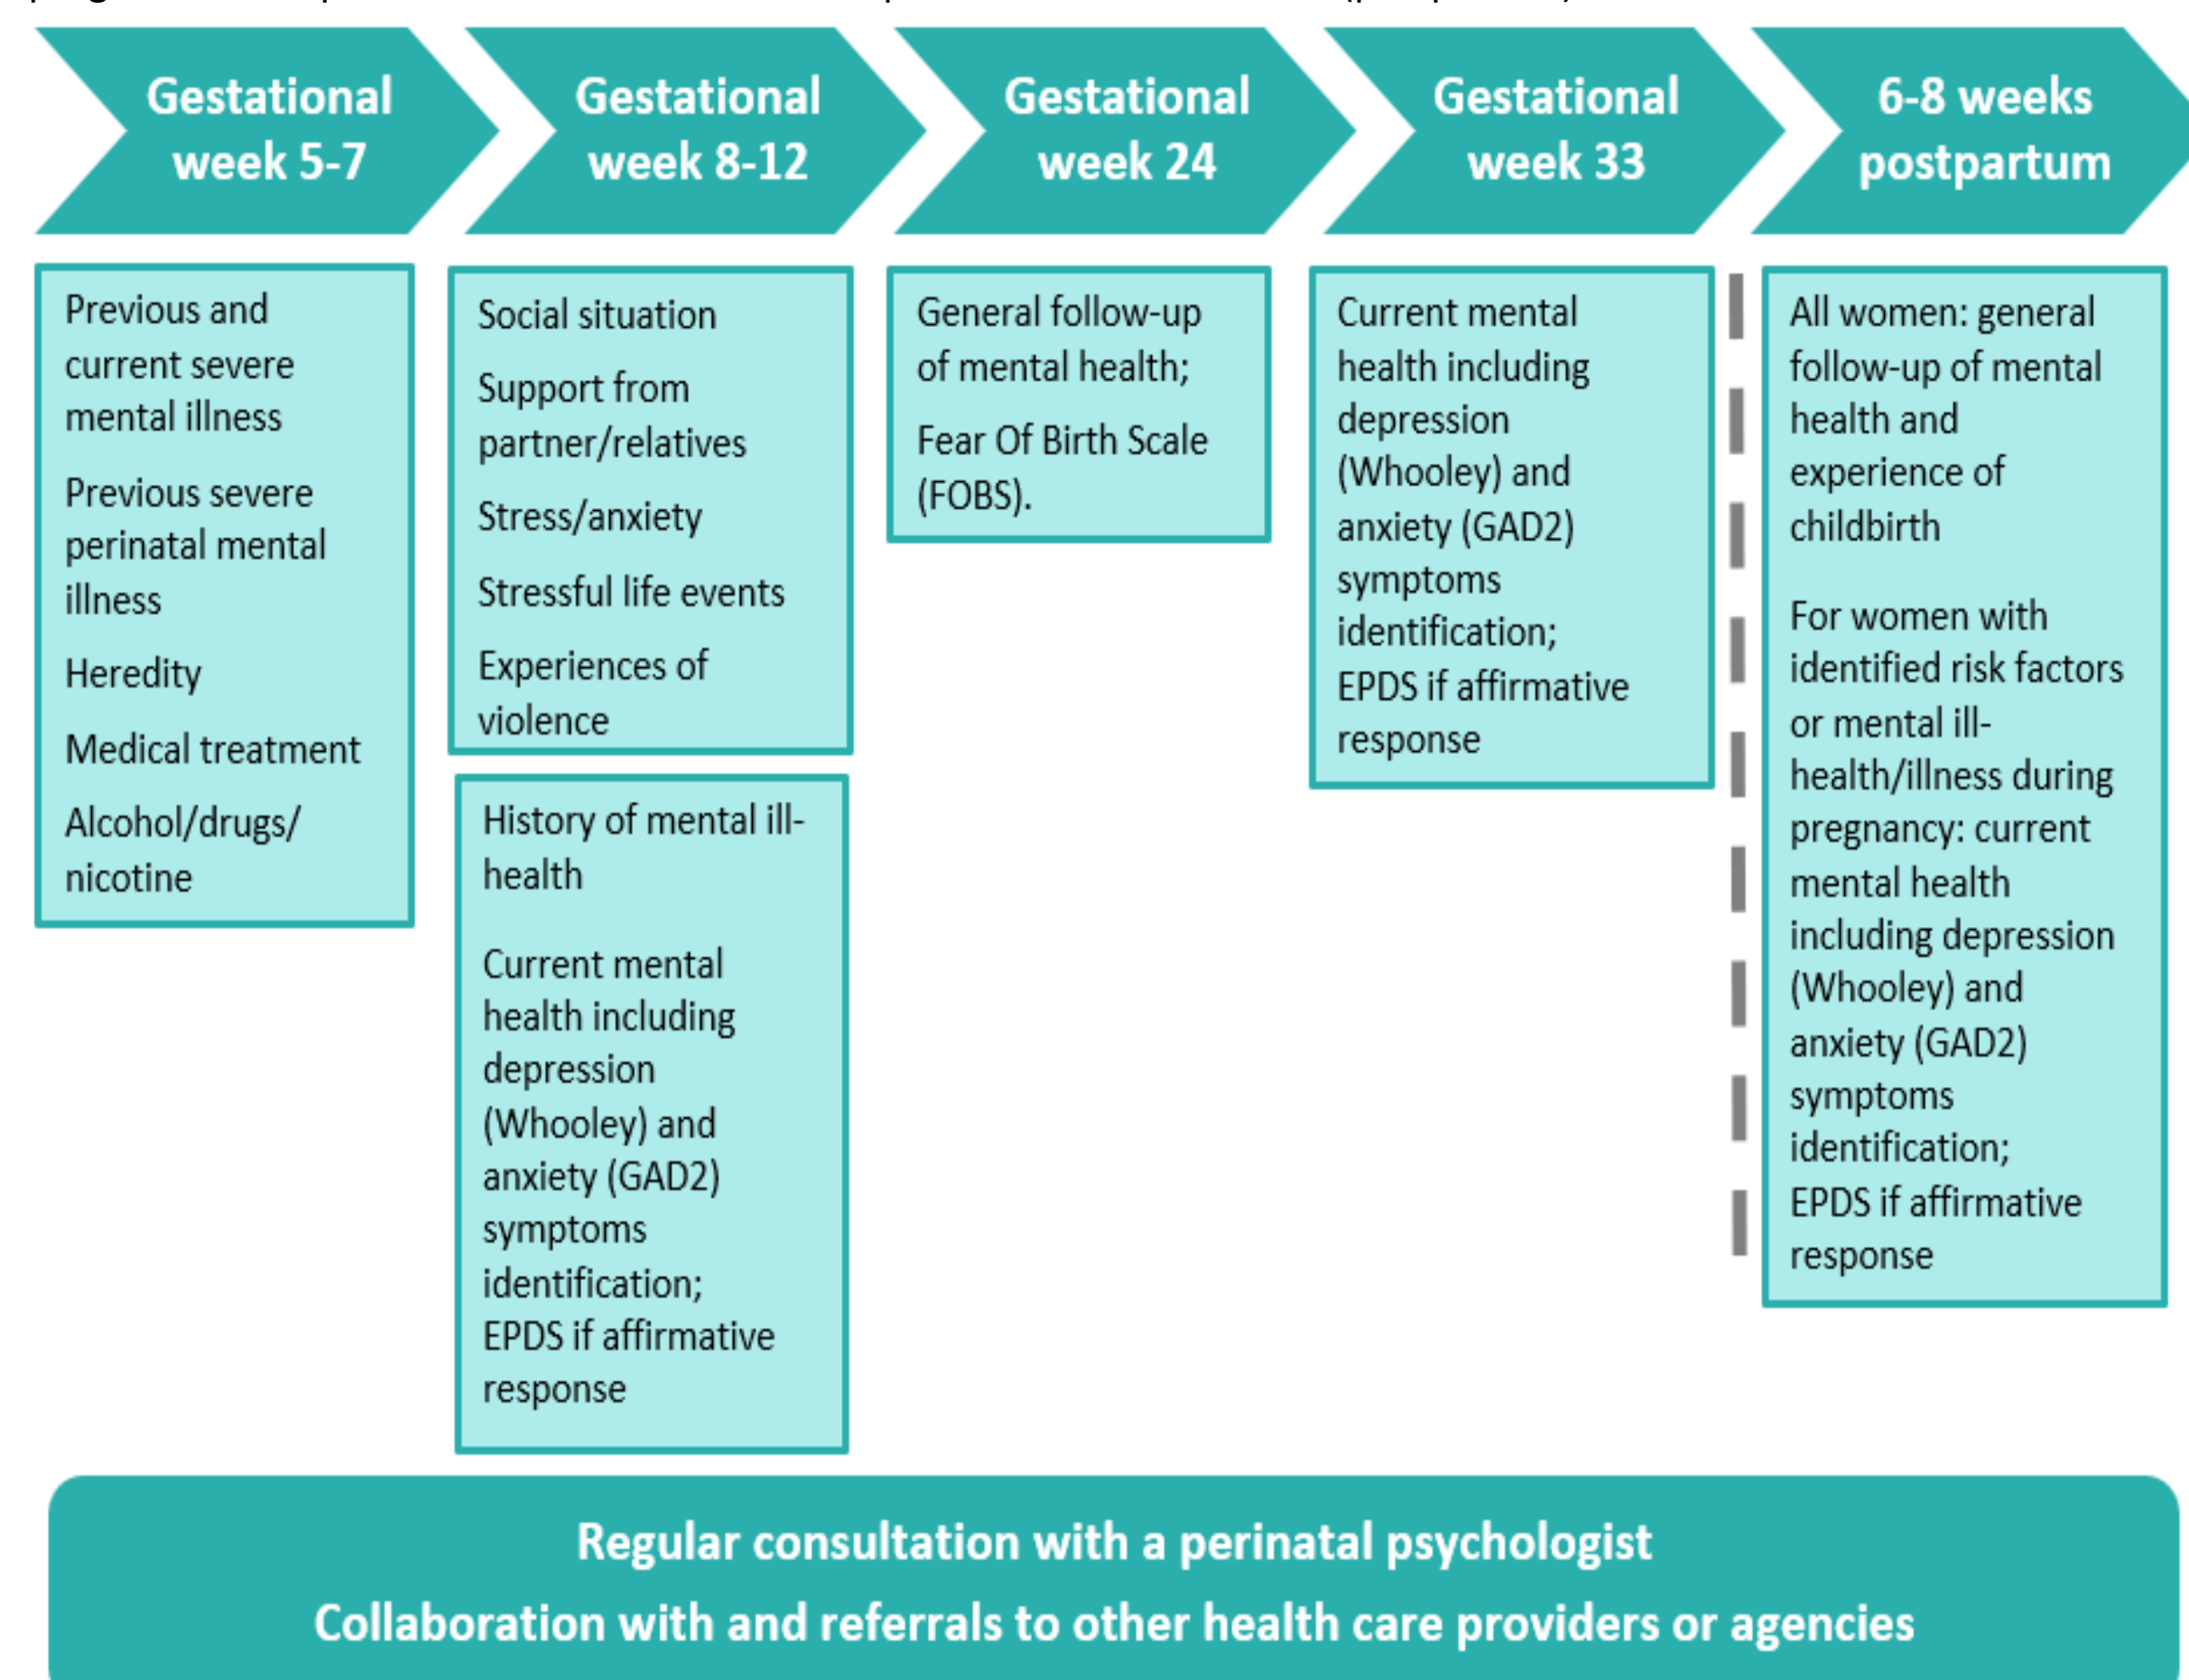 Gestational
week 5-7
Gestational
week 8-12
Gestational
week 24
Gestational
week 33
6-8 weeks
postpartum
Previous and
current severe
mental illness
Previous severe
perinatal mental
illness
Heredity
Medical treatment
Alcohol/drugs/
nicotine
Social situation
Support from
partner/relatives
Stress/anxiety
Stressful life events
Experiences of
violence
History of mental ill-
health
Current mental
health including
depression
(Whooley) and
anxiety (GAD2)
symptoms
identification;
EPDS if affirmative
response
General follow-up
of mental health;
Fear Of Birth Scale
(FOBS).
Current mental
health including
depression
(Whooley) and
anxiety (GAD2)
symptoms
identification;
EPDS if affirmative
response
All women: general
follow-up of mental
health and
experience of
childbirth
For women with
identified risk factors
or mental ill-
health/illness during
pregnancy: current
mental health
including depression
(Whooley) and
anxiety (GAD2)
symptoms
identification;
EPDS if affirmative
response
Regular consultation with a perinatal psychologist
Collaboration with and referrals to other health care providers or agencies